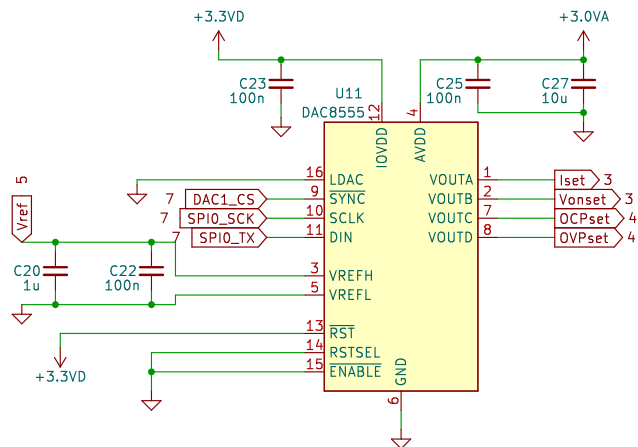 +3.3VD
+3.0VA
C23
100n
U11
DAC8555
C25
100n
C27
10u
12
IOVDD
4
AVDD
5
Vref
16
LDAC
VOUTA
1
Iset
3
7
DAC1_CS
9
SYNC
VOUTB
2
Vonset
3
7
SPI0_SCK
10
SCLK
VOUTC
7
OCPset
4
7
SPI0_TX
11
DIN
VOUTD
8
OVPset
4
C20
1u
C22
100n
3
VREFH
5
VREFL
13
RST
14
RSTSEL
15
ENABLE
+3.3VD
GND
6